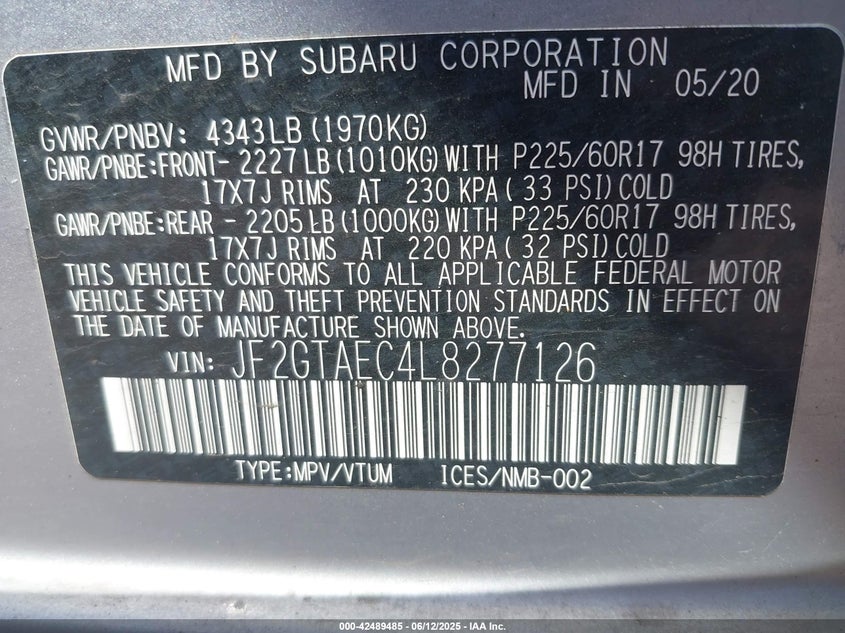 MFD BY SUBARU CORPORATION
MFD IN 05/20
GVWR/PNBV: 4343LB (1970KG)
GAWR/PNBE:FRONT- 2227 LB (1010KG) WITH P225/60R17 98H TIRES,
17X7J RIMS AT 230 KPA ( 33 PSI) COLD
GAWR/PNBE:REAR - 2205 LB (1000KG) WITH P225/60R17 98H TIRES,
17X7J RIMS AT 220 KPA ( 32 PSI) COLD
THIS VEHICLE CONFORMS TO ALL APPLICABLE FEDERAL MOTOR
VEHICLE SAFETY AND THEFT PREVENTION STANDARDS IN EFFECT ON
THE DATE OF MANUFACTURE SHOWN ABOVE.
VIN: JF2GTAEC4L8277126
TYPE:MPV/VTUM ICES/NMB-002
000-42489485 - 06/12/2025 - IAA Inc.